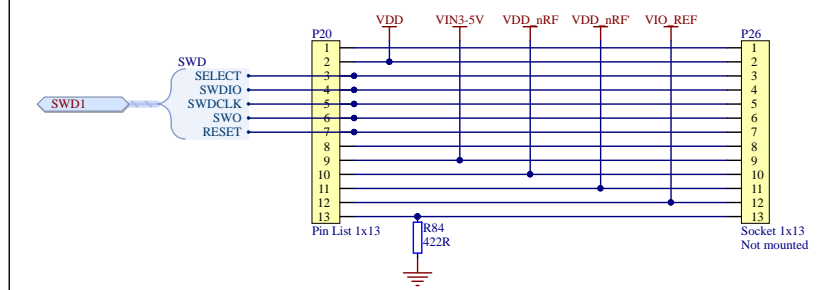 VDD VIN3-5V VDD_nRF VDD_nRF' VIO_REF
P20 P26
1 1
2 2
SWD
SELECT 3 3
SWDIO 4 4
SWD1 SWDCLK 5 5
SWO 6 6
RESET 7 7
8 8
9 9
10 10
11 11
12 12
13 13
Pin List 1x13 R84 Socket 1x13
422R Not mounted